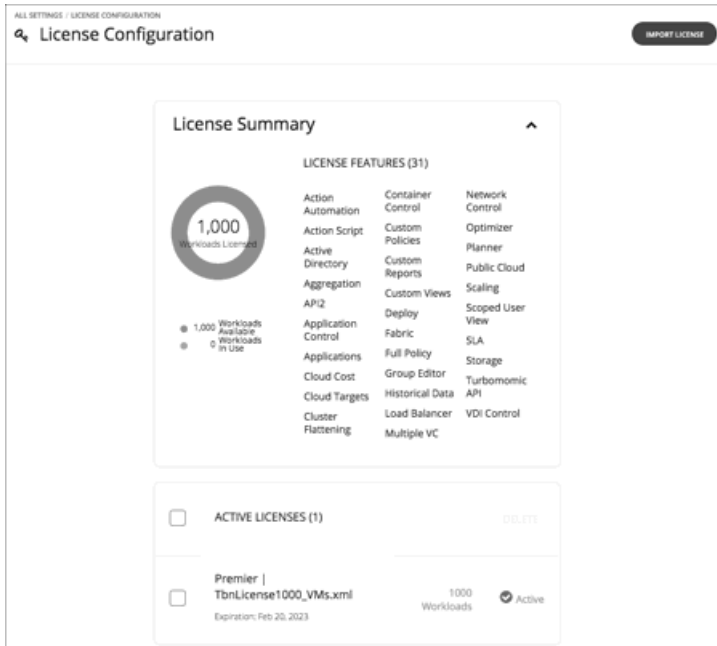 ALL SETTINGS / LICENSE CONFIGURATION
License Configuration
IMPORT LICENSE
License Summary
LICENSE FEATURES (31)
1,000
Workloads Licensed
1,000 Workloads
Available
0 Workloads
In Use
Action
Automation
Action Script
Active
Directory
Aggregation
API2
Application
Control
Applications
Cloud Cost
Cloud Targets
Cluster
Flattening
Container
Control
Custom
Policies
Custom
Reports
Custom Views
Deploy
Fabric
Full Policy
Group Editor
Historical Data
Load Balancer
Multiple VC
Network
Control
Optimizer
Planner
Public Cloud
Scaling
Scoped User
View
SLA
Storage
Turbomomic
API
VDI Control
ACTIVE LICENSES (1)
Premier |
TbnLicense1000_VMs.xml
Expiration: Feb 20, 2023
1000
Workloads
Active